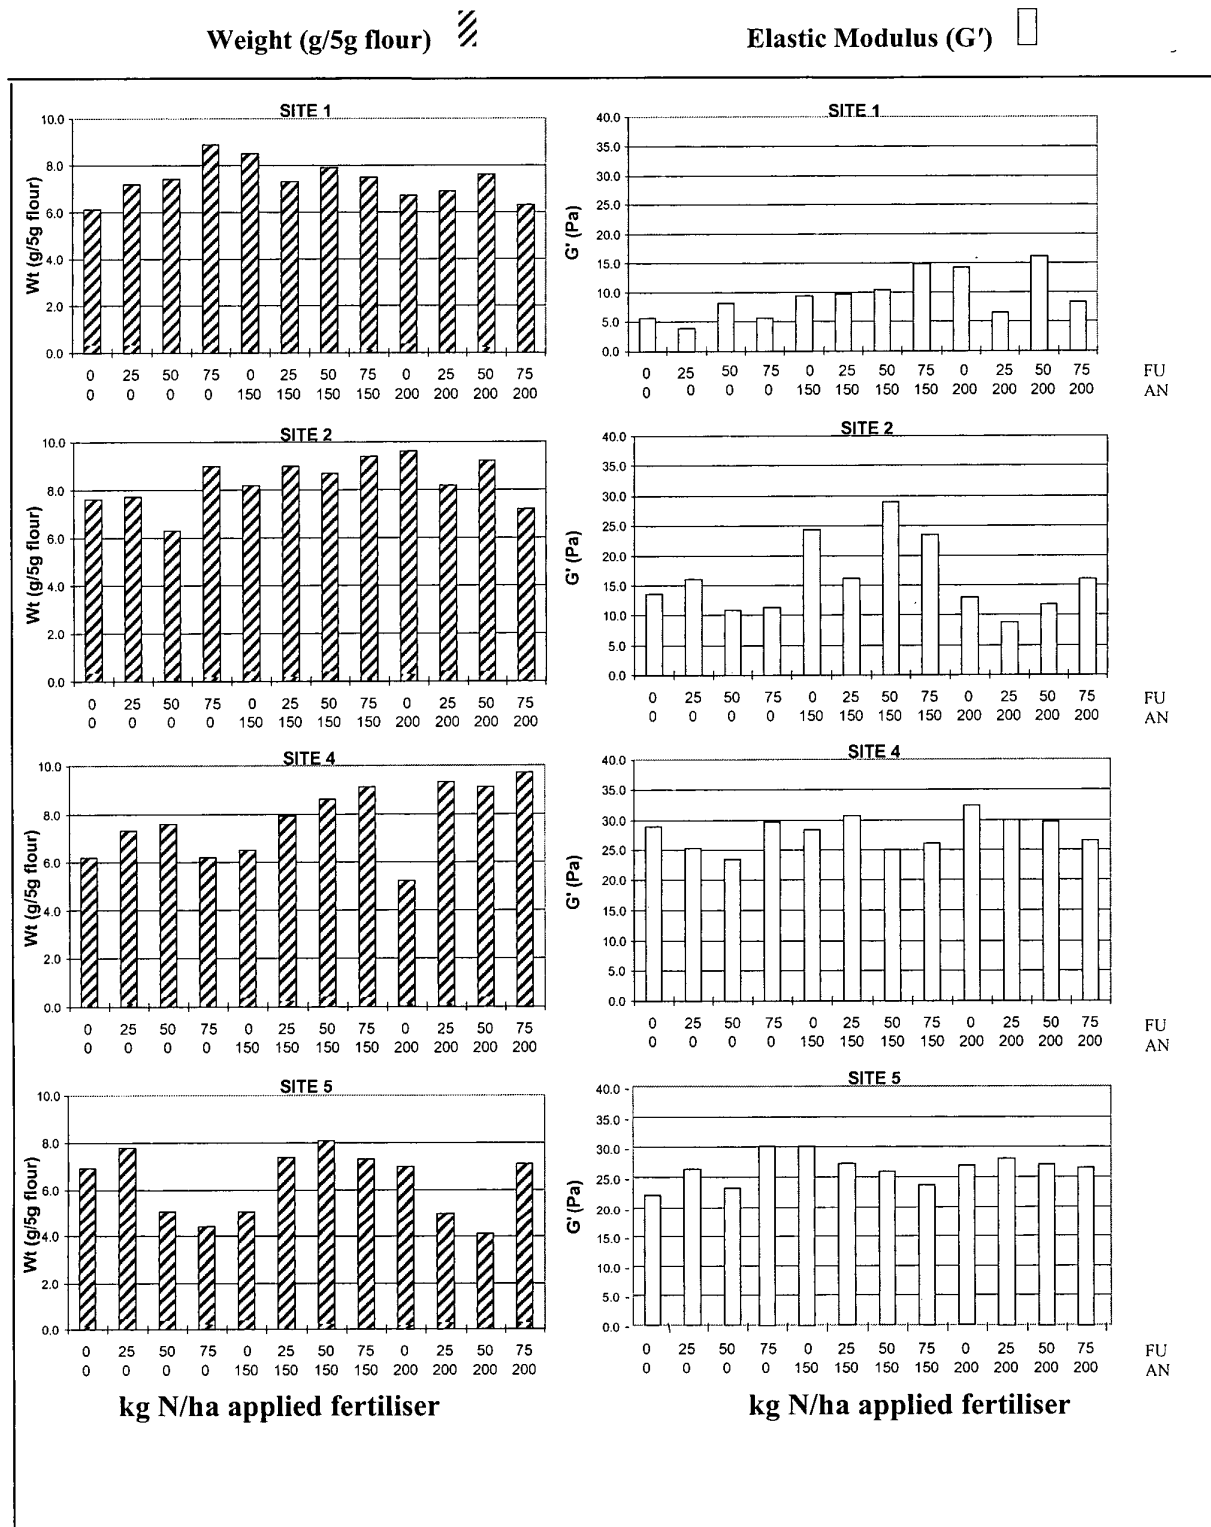 Weight (g/5g flour)
Elastic Modulus (G′)
SITE 1
10.0
8.0
6.0
4.0
2.0
0.0
Wt (g/5g flour)
0 25 50 75 0 25 50 75 0 25 50 75
0 0 0 0 150 150 150 150 200 200 200 200
SITE 1
40.0
35.0
30.0
25.0
20.0
15.0
10.0
5.0
0.0
G' (Pa)
0 25 50 75 0 25 50 75 0 25 50 75 FU
0 0 0 0 150 150 150 150 200 200 200 200 AN
SITE 2
10.0
8.0
6.0
4.0
2.0
0.0
Wt (g/5g flour)
0 25 50 75 0 25 50 75 0 25 50 75
0 0 0 0 150 150 150 150 200 200 200 200
SITE 2
40.0
35.0
30.0
25.0
20.0
15.0
10.0
5.0
0.0
G' (Pa)
0 25 50 75 0 25 50 75 0 25 50 75 FU
0 0 0 0 150 150 150 150 200 200 200 200 AN
SITE 4
10.0
8.0
6.0
4.0
2.0
0.0
Wt (g/5g flour)
0 25 50 75 0 25 50 75 0 25 50 75
0 0 0 0 150 150 150 150 200 200 200 200
SITE 4
40.0
35.0
30.0
25.0
20.0
15.0
10.0
5.0
0.0
G' (Pa)
0 25 50 75 0 25 50 75 0 25 50 75 FU
0 0 0 0 150 150 150 150 200 200 200 200 AN
SITE 5
10.0
8.0
6.0
4.0
2.0
0.0
Wt (g/5g flour)
0 25 50 75 0 25 50 75 0 25 50 75
0 0 0 0 150 150 150 150 200 200 200 200
SITE 5
40.0
35.0
30.0
25.0
20.0
15.0
10.0
5.0
0.0
G' (Pa)
0 25 50 75 0 25 50 75 0 25 50 75 FU
0 0 0 0 150 150 150 150 200 200 200 200 AN
kg N/ha applied fertiliser
kg N/ha applied fertiliser